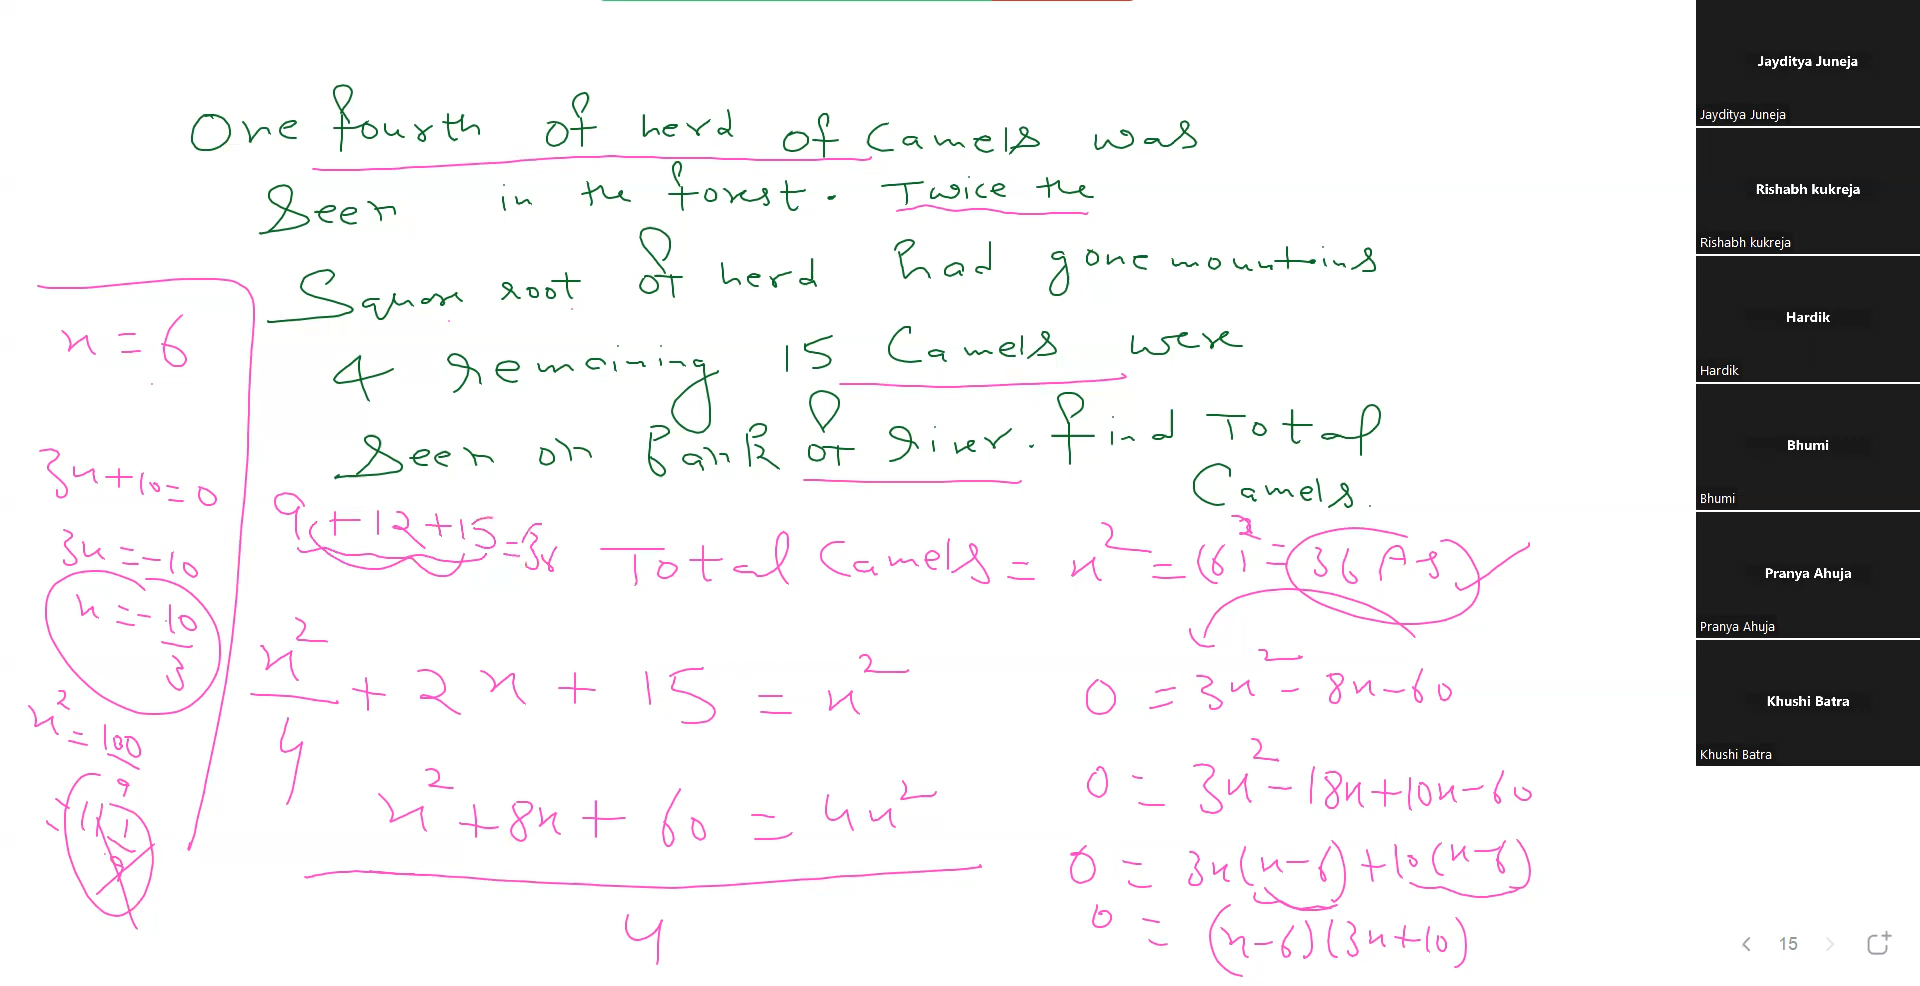 One fourth of herd of Camels was
Seen in the forest. Twice the
Square root of herd had gone mountains
& remaining 15 Camels were
Seen on bank of river. find Total
Camels.
9+12+15=36
Total Camels = x² = (6)² = 36 Ans
x²/4 + 2x + 15 = x²
x²+8x+60 = 4x²
4
0 = 3x²-8x-60
0 = 3x²-18x+10x-60
0 = 3x(x-6)+10(x-6)
0 = (x-6)(3x+10)
x=6
3x+10=0
3x=-10
x=-10/3
x²=100/9
Jayditya Juneja
Jayditya Juneja
Rishabh kukreja
Rishabh kukreja
Hardik
Hardik
Bhumi
Bhumi
Pranya Ahuja
Pranya Ahuja
Khushi Batra
Khushi Batra
15